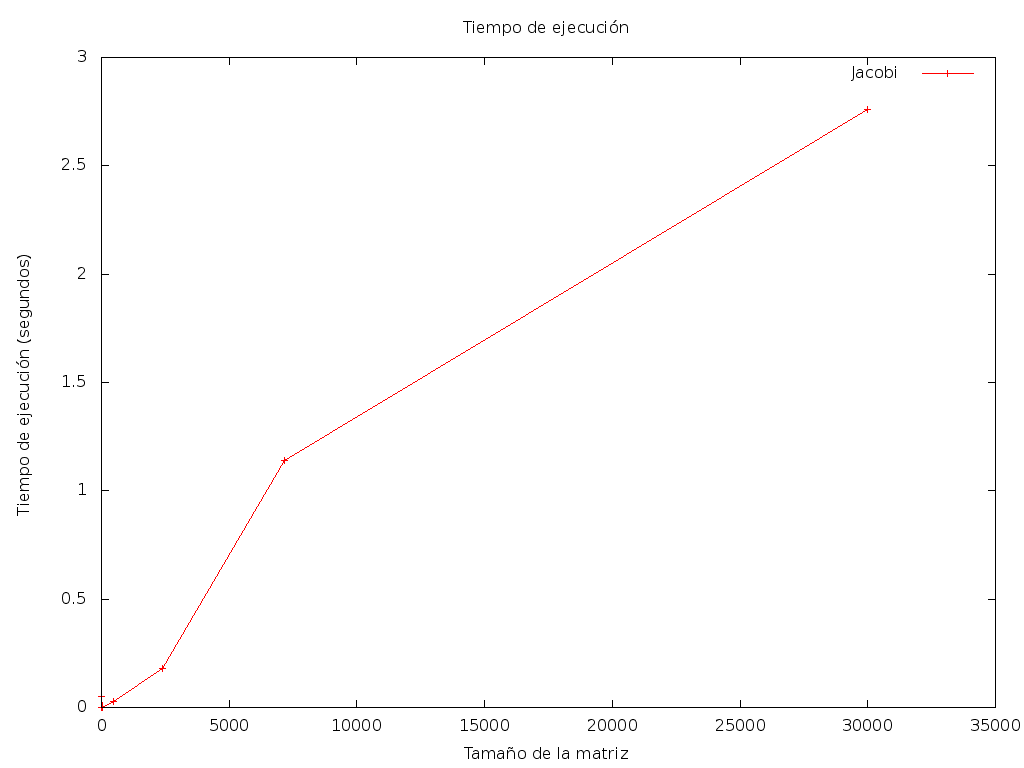 Tiempo de ejecución
Jacobi
3
2.5
2
1.5
1
0.5
0
Tiempo de ejecución (segundos)
0 5000 10000 15000 20000 25000 30000 35000
Tamaño de la matriz